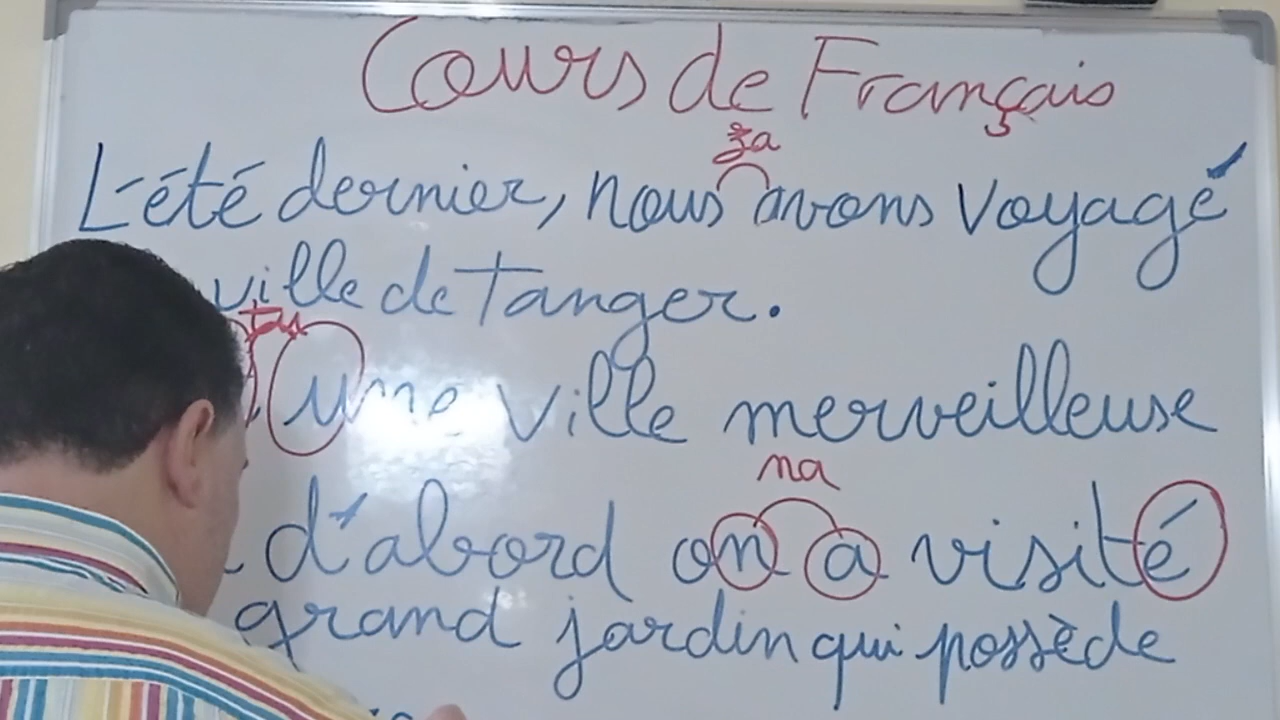 Cours de Français
za
L'été dernier, nous avons voyagé
ville de Tanger.
une ville merveilleuse
na
d'abord on a visité
grand jardin qui possède